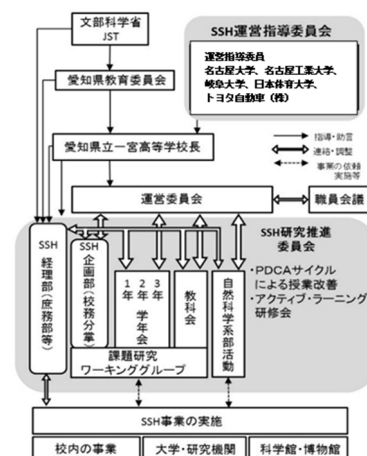 文部科学省
JST
SSH運営指導委員会
運営指導委員
名古屋大学、名古屋工業大学、
岐阜大学、日本体育大学、
トヨタ自動車（株）
愛知県教育委員会
愛知県立一宮高等学校長
指導・助言
連絡・調整
事業の依頼
実施等
運営委員会
職員会議
SSH研究推進
委員会
・PDCAサイクル
による授業改善
・アクティブ・ラーニング
研修会
SSH
経理部（庶務部等）
SSH
企画部（校務分掌）
1年
2年 学年会
3年
教科会
自然科学系部活動
課題研究
ワーキンググループ
SSH事業の実施
校内の事業
大学・研究機関
科学館・博物館